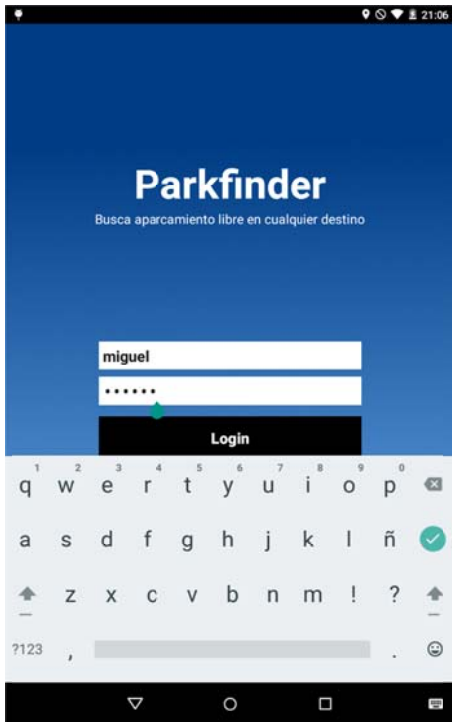 21:06
Parkfinder
Busca aparcamiento libre en cualquier destino
miguel
••••••
Login
1 2 3 4 5 6 7 8 9 0
q w e r t y u i o p
a s d f g h j k l ñ
z x c v b n m ! ?
?123 , .